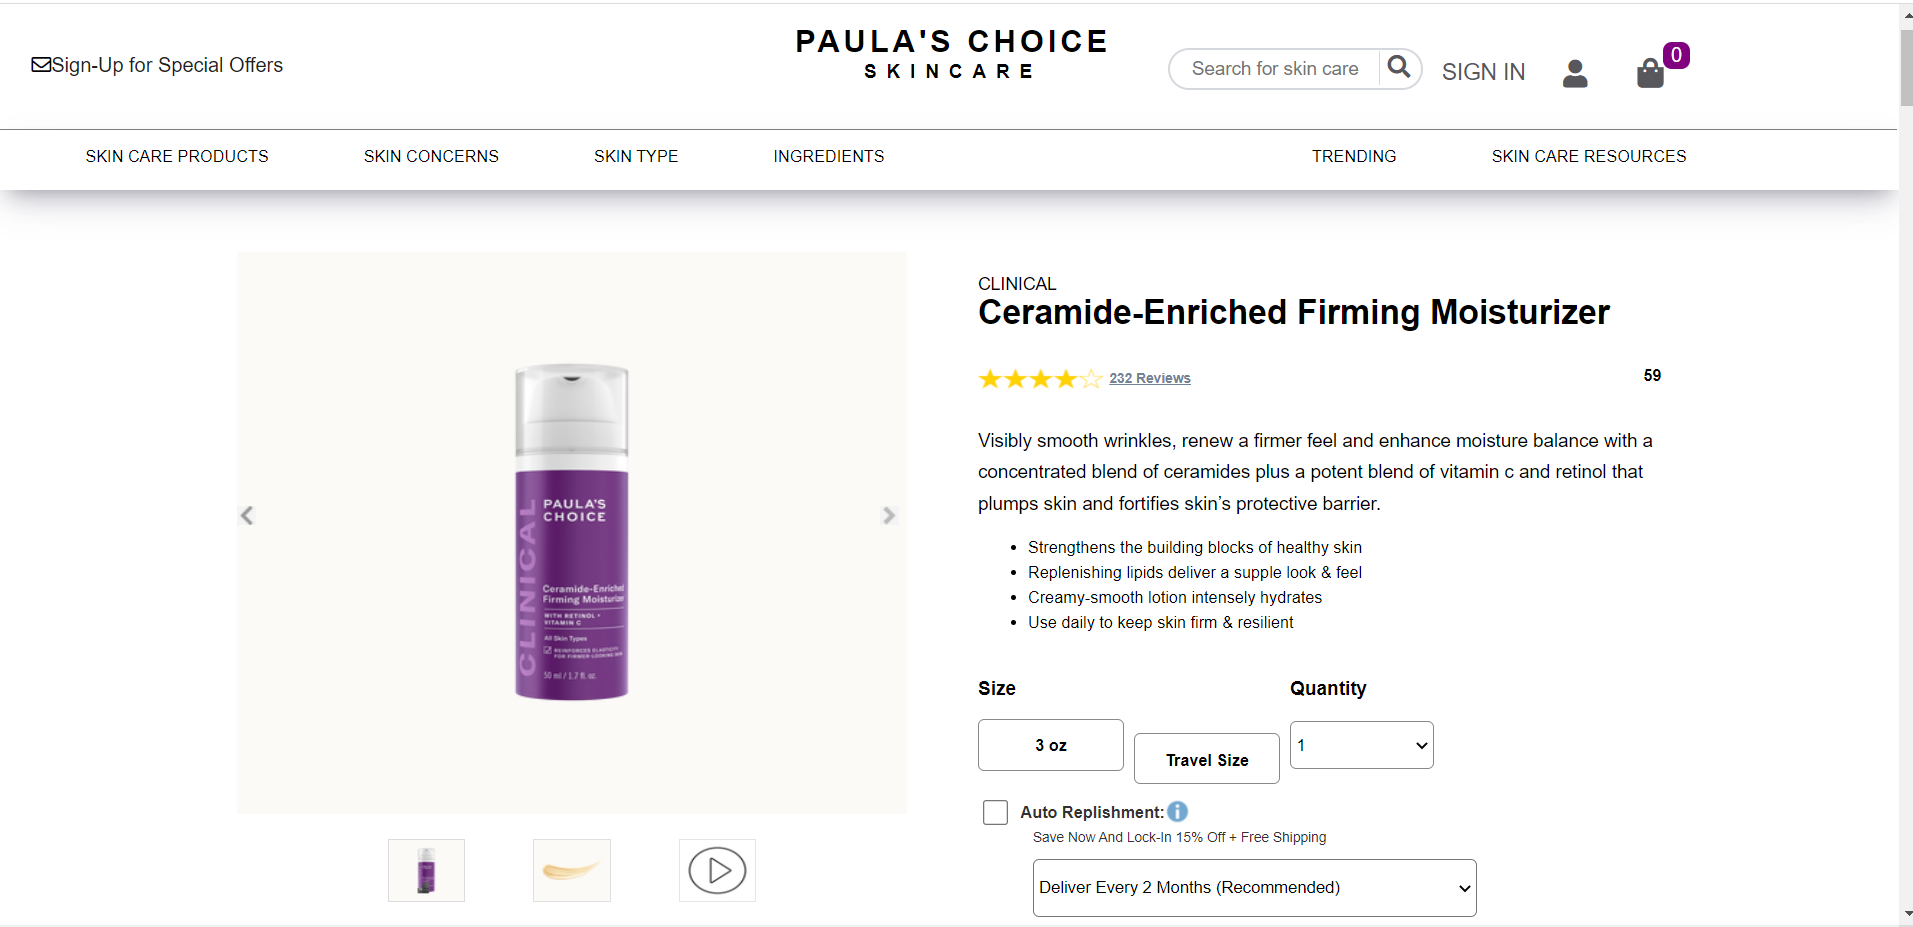 Sign-Up for Special Offers
PAULA'S CHOICE
SKINCARE
Search for skin care
SIGN IN
0
SKIN CARE PRODUCTS
SKIN CONCERNS
SKIN TYPE
INGREDIENTS
TRENDING
SKIN CARE RESOURCES
CLINICAL
PAULA'S
CHOICE
Ceramide-Enriched
Firming Moisturizer
WITH RETINOL +
VITAMIN C
All Skin Types
REINFORCES ELASTICITY
FOR FIRMER-LOOKING SKIN
50 ml / 1.7 fl. oz.
CLINICAL
Ceramide-Enriched Firming Moisturizer
232 Reviews
59
Visibly smooth wrinkles, renew a firmer feel and enhance moisture balance with a
concentrated blend of ceramides plus a potent blend of vitamin c and retinol that
plumps skin and fortifies skin’s protective barrier.
• Strengthens the building blocks of healthy skin
• Replenishing lipids deliver a supple look & feel
• Creamy-smooth lotion intensely hydrates
• Use daily to keep skin firm & resilient
Size
Quantity
3 oz
Travel Size
1
Auto Replishment:
Save Now And Lock-In 15% Off + Free Shipping
Deliver Every 2 Months (Recommended)